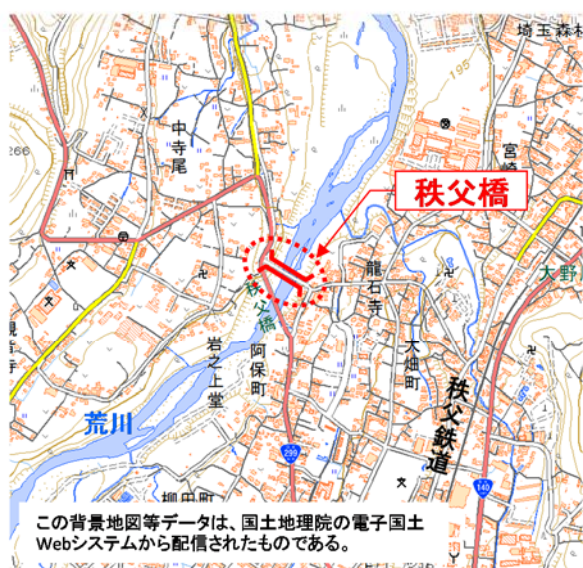 埼玉森林
195
中寺尾
266
宮崎
秩父橋
大野
龍石寺
秩父橋
岩之上堂
阿保町
大畑町
秩父鉄道
荒川
299
140
柳田町
この背景地図等データは、国土地理院の電子国土
Webシステムから配信されたものである。